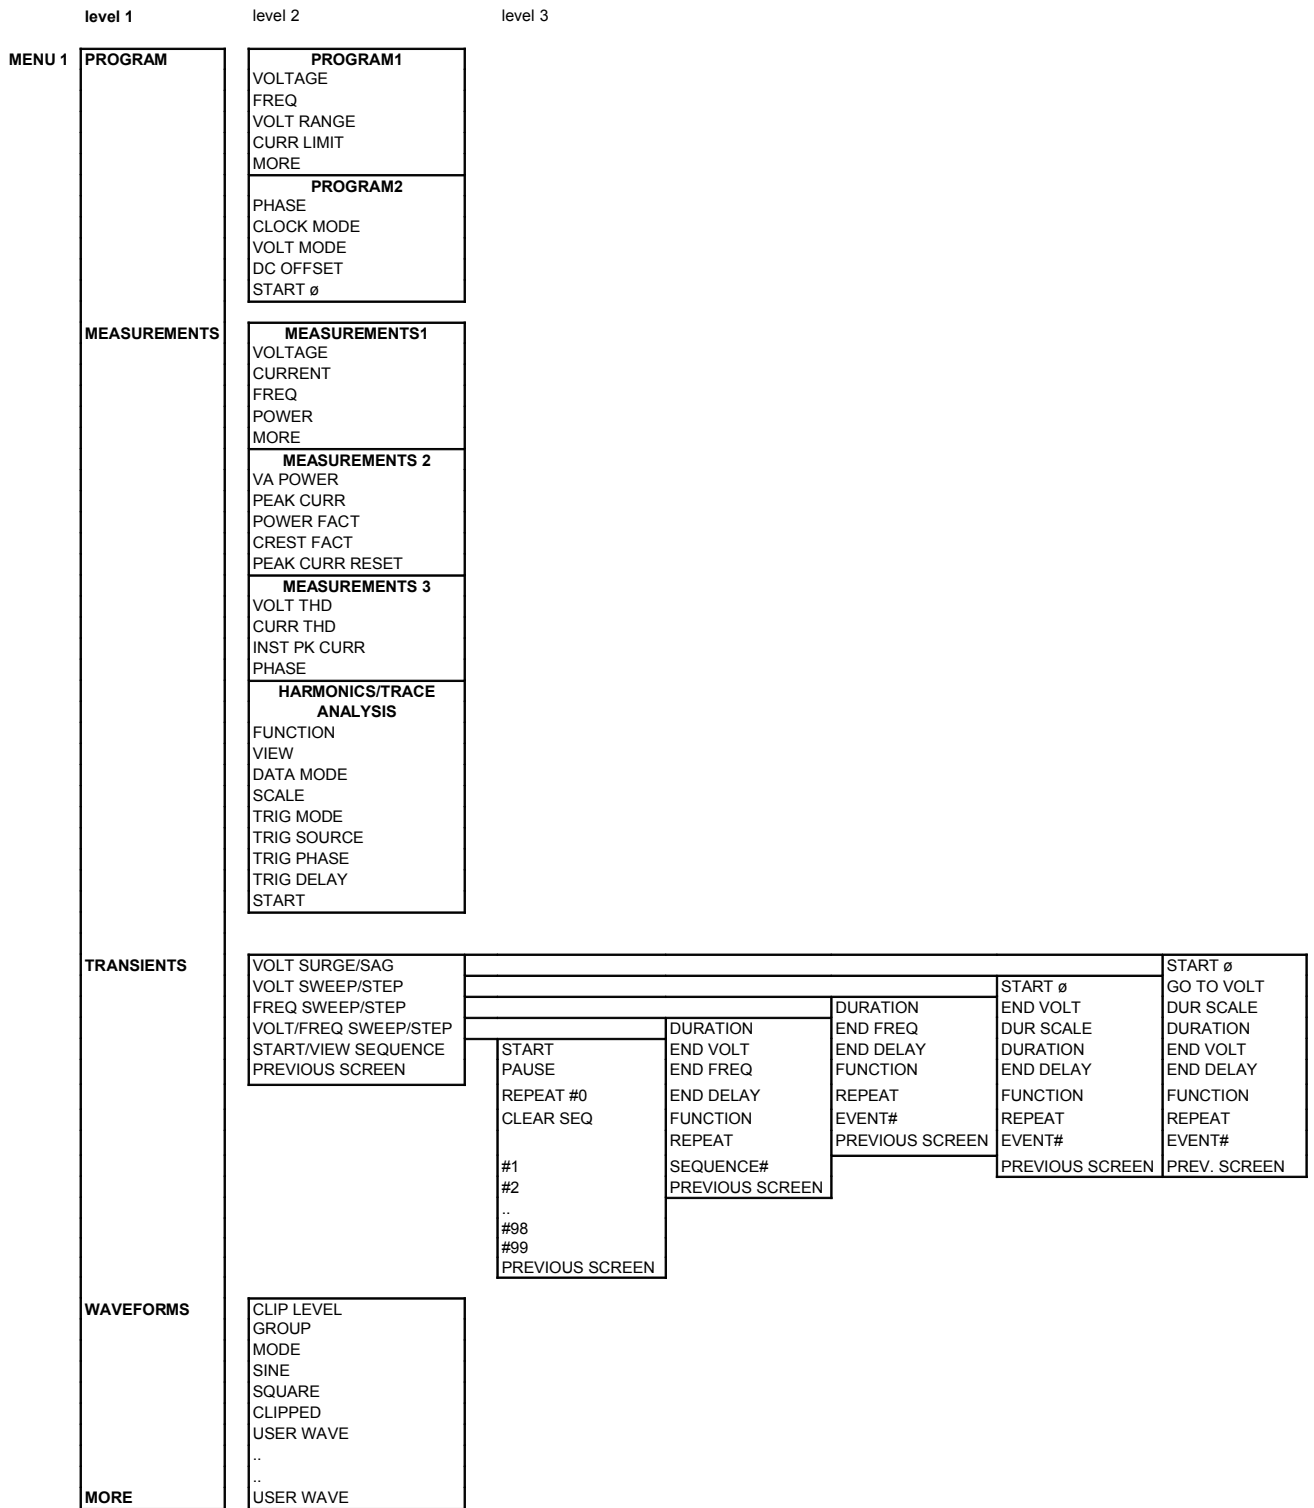 level 1 level 2 level 3
MENU 1 PROGRAM PROGRAM1
VOLTAGE
FREQ
VOLT RANGE
CURR LIMIT
MORE
PROGRAM2
PHASE
CLOCK MODE
VOLT MODE
DC OFFSET
START ø
MEASUREMENTS MEASUREMENTS1
VOLTAGE
CURRENT
FREQ
POWER
MORE
MEASUREMENTS 2
VA POWER
PEAK CURR
POWER FACT
CREST FACT
PEAK CURR RESET
MEASUREMENTS 3
VOLT THD
CURR THD
INST PK CURR
PHASE
HARMONICS/TRACE
ANALYSIS
FUNCTION
VIEW
DATA MODE
SCALE
TRIG MODE
TRIG SOURCE
TRIG PHASE
TRIG DELAY
START
TRANSIENTS VOLT SURGE/SAG START ø
VOLT SWEEP/STEP START ø GO TO VOLT
FREQ SWEEP/STEP DURATION END VOLT DUR SCALE
VOLT/FREQ SWEEP/STEP DURATION END FREQ DUR SCALE DURATION
START/VIEW SEQUENCE START END VOLT END DELAY DURATION END VOLT
PREVIOUS SCREEN PAUSE END FREQ FUNCTION END DELAY END DELAY
REPEAT #0 END DELAY REPEAT FUNCTION FUNCTION
CLEAR SEQ FUNCTION EVENT# REPEAT REPEAT
REPEAT PREVIOUS SCREEN EVENT# EVENT#
#1 SEQUENCE# PREVIOUS SCREEN PREV. SCREEN
#2 PREVIOUS SCREEN
..
#98
#99
PREVIOUS SCREEN
WAVEFORMS CLIP LEVEL
GROUP
MODE
SINE
SQUARE
CLIPPED
USER WAVE
..
..
MORE USER WAVE